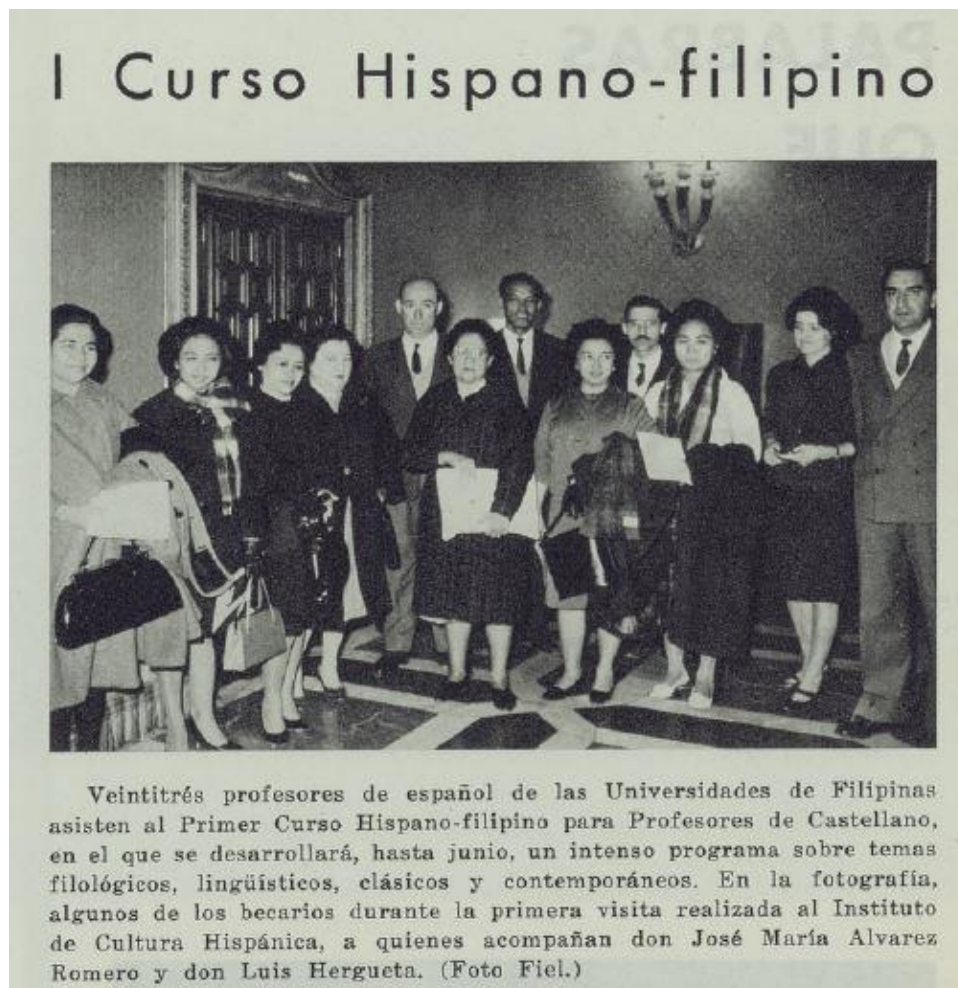 I Curso Hispano-filipino
Veintitrés profesores de español de las Universidades de Filipinas
asisten al Primer Curso Hispano-filipino para Profesores de Castellano,
en el que se desarrollará, hasta junio, un intenso programa sobre temas
filológicos, lingüísticos, clásicos y contemporáneos. En la fotografía,
algunos de los becarios durante la primera visita realizada al Instituto
de Cultura Hispánica, a quienes acompañan don José María Alvarez
Romero y don Luis Hergueta. (Foto Fiel.)